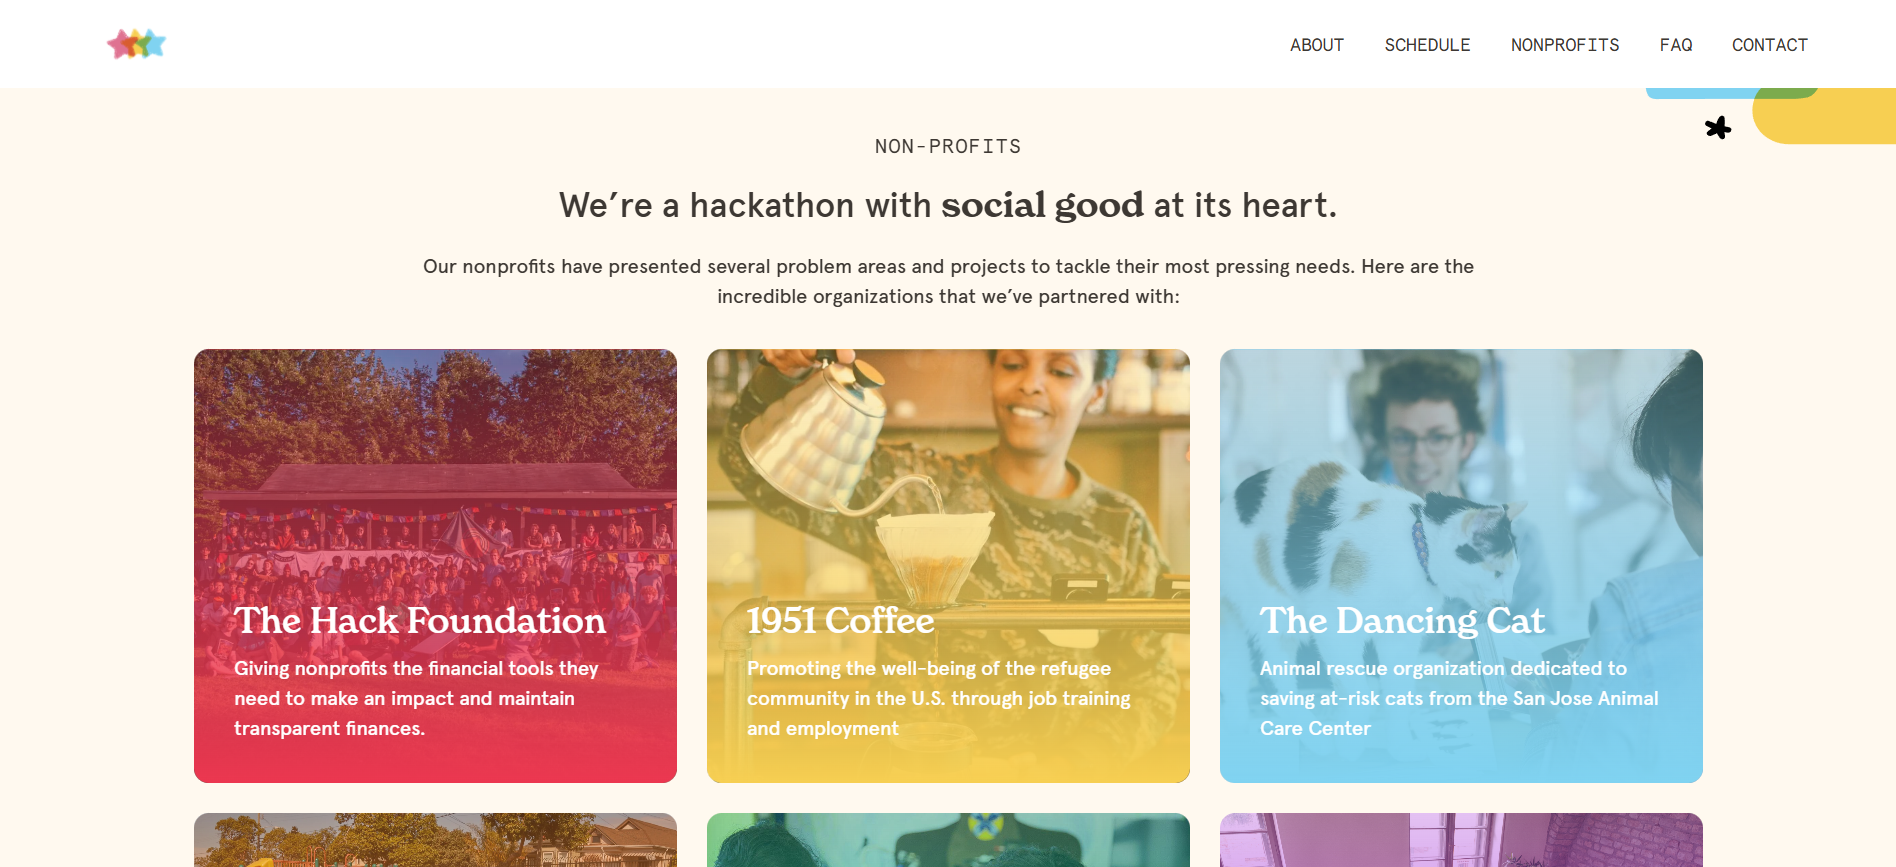 ABOUT SCHEDULE NONPROFITS FAQ CONTACT
NON-PROFITS
We’re a hackathon with social good at its heart.
Our nonprofits have presented several problem areas and projects to tackle their most pressing needs. Here are the
incredible organizations that we’ve partnered with:
The Hack Foundation
Giving nonprofits the financial tools they
need to make an impact and maintain
transparent finances.
1951 Coffee
Promoting the well-being of the refugee
community in the U.S. through job training
and employment
The Dancing Cat
Animal rescue organization dedicated to
saving at-risk cats from the San Jose Animal
Care Center